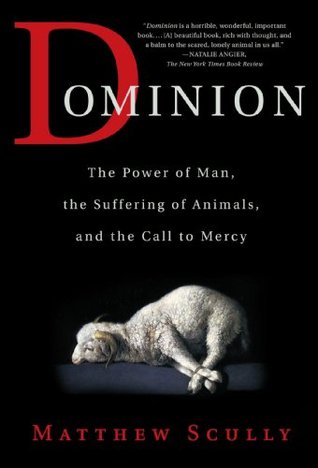 "Dominion is a horrible, wonderful, important
book. . . . [A] beautiful book, rich with thought, and
a balm to the scared, lonely animal in us all."
—NATALIE ANGIER,
The New York Times Book Review
DOMINION
The Power of Man,
the Suffering of Animals,
and the Call to Mercy
MATTHEW SCULLY